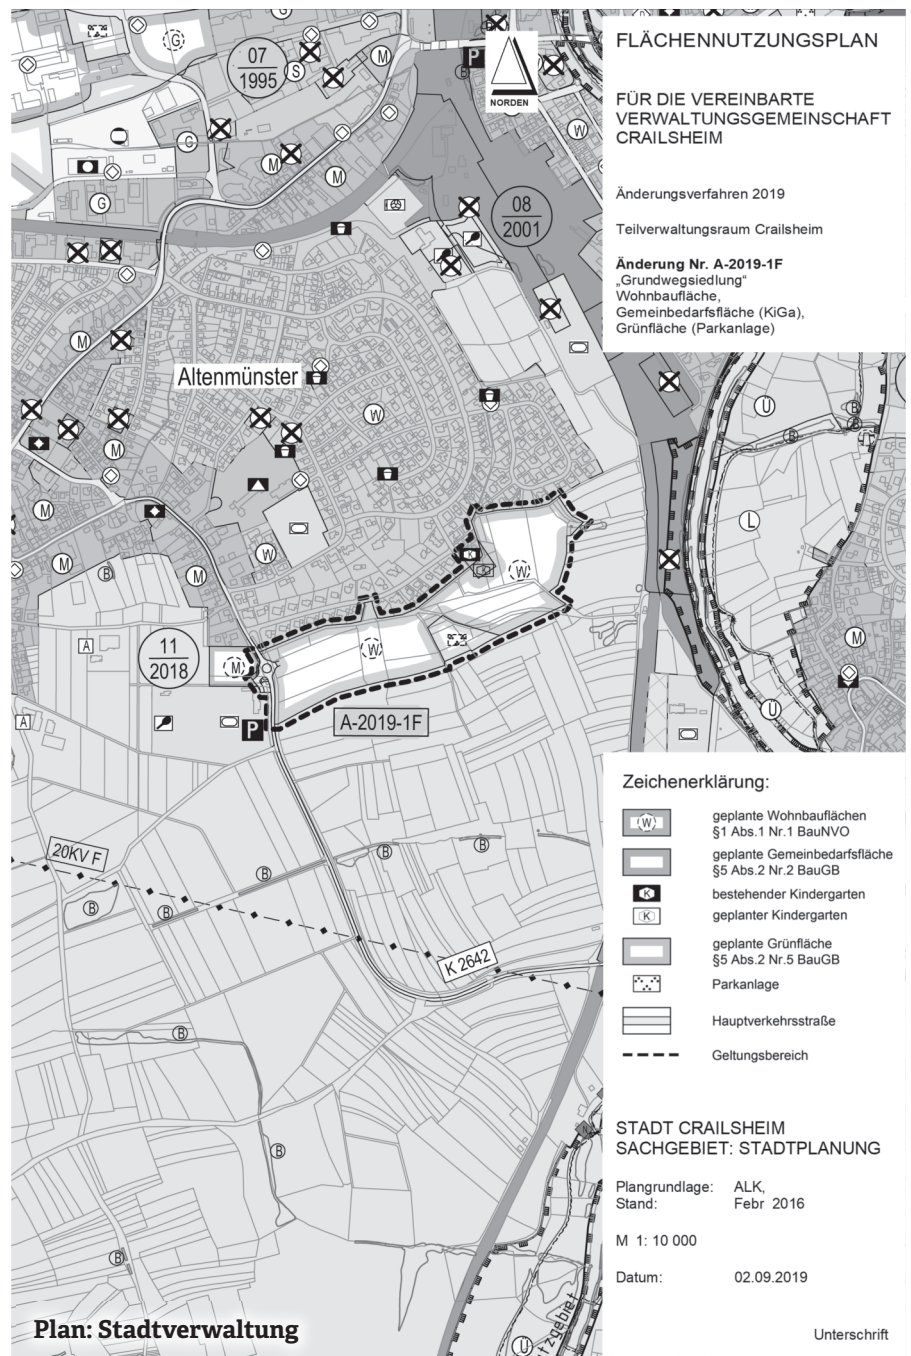 FLÄCHENNUTZUNGSPLAN
FÜR DIE VEREINBARTE
VERWALTUNGSGEMEINSCHAFT
CRAILSHEIM
Änderungsverfahren 2019
Teilverwaltungsraum Crailsheim
Änderung Nr. A-2019-1F
„Grundwegsiedlung“
Wohnbaufläche,
Gemeinbedarfsfläche (KiGa),
Grünfläche (Parkanlage)
NORDEN
07
1995
08
2001
Altenmünster
11
2018
A-2019-1F
20KV F
K 2642
Zeichenerklärung:
W
geplante Wohnbauflächen
§1 Abs.1 Nr.1 BauNVO
geplante Gemeinbedarfsfläche
§5 Abs.2 Nr.2 BauGB
K
bestehender Kindergarten
K
geplanter Kindergarten
geplante Grünfläche
§5 Abs.2 Nr.5 BauGB
Parkanlage
Hauptverkehrsstraße
Geltungsbereich
STADT CRAILSHEIM
SACHGEBIET: STADTPLANUNG
Plangrundlage: ALK,
Stand: Febr 2016
M 1: 10 000
Datum: 02.09.2019
Unterschrift
Plan: Stadtverwaltung